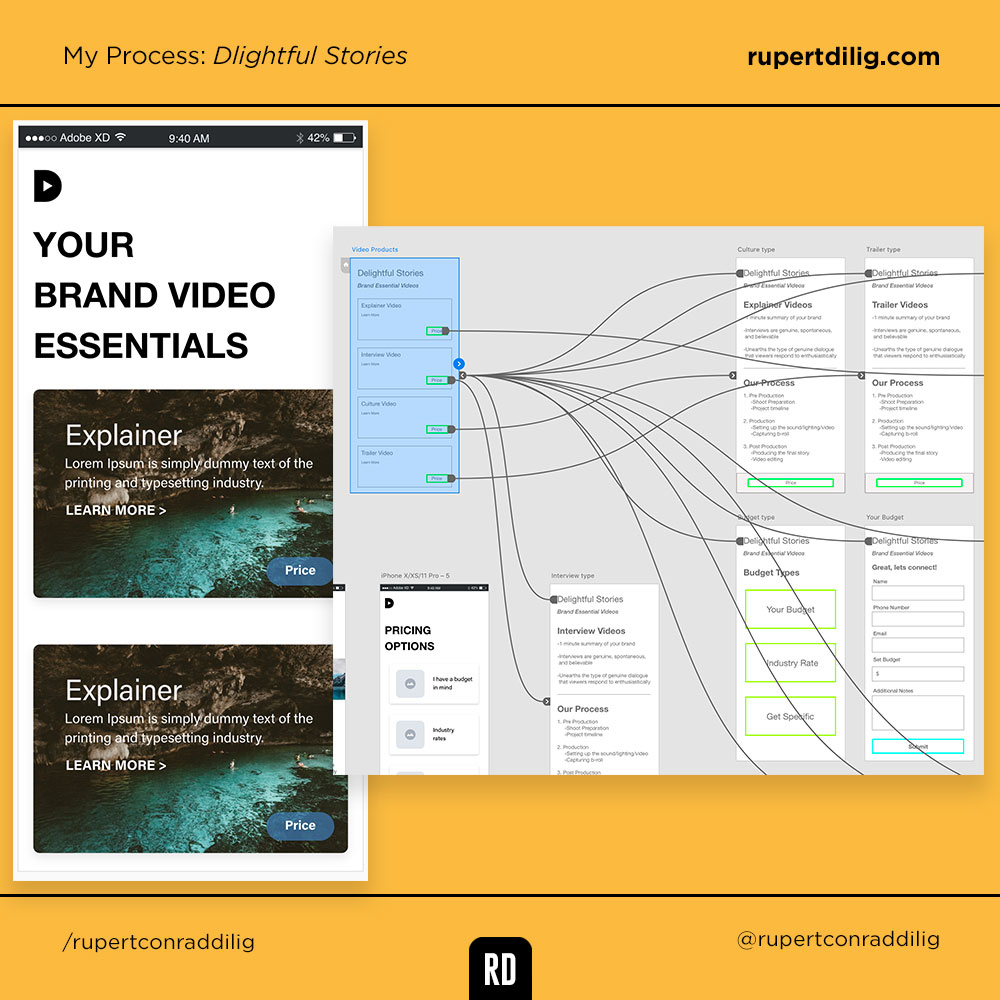 My Process: Dlightful Stories
rupertdilig.com
Adobe XD
9:40 AM
42%
YOUR
BRAND VIDEO
ESSENTIALS
Explainer
Lorem Ipsum is simply dummy text of the
printing and typesetting industry.
LEARN MORE >
Price
Explainer
Lorem Ipsum is simply dummy text of the
printing and typesetting industry.
LEARN MORE >
Price
Video Products
Delightful Stories
Brand Essential Videos
Explainer Video
Learn More
Price
Interview Video
Learn More
Price
Culture Video
Learn More
Price
Trailer Video
Learn More
Price
Culture type
Delightful Stories
Brand Essential Videos
Explainer Videos
-1 minute summary of your brand
-Interviews are genuine, spontaneous,
and believable
-Unearths the type of genuine dialogue
that viewers respond to enthusiastically
Our Process
1. Pre Production
-Shoot Preparation
-Project timeline
2. Production
-Setting up the sound/lighting/video
-Capturing b-roll
3. Post Production
-Producing the final story
-Video editing
Price
Trailer type
Delightful Stories
Brand Essential Videos
Trailer Videos
-1 minute summary of your brand
-Interviews are genuine, spontaneous,
and believable
-Unearths the type of genuine dialogue
that viewers respond to enthusiastically
Our Process
1. Pre Production
-Shoot Preparation
-Project timeline
2. Production
-Setting up the sound/lighting/video
-Capturing b-roll
3. Post Production
-Producing the final story
-Video editing
Price
iPhone X/XS/11 Pro – 5
PRICING
OPTIONS
I have a budget
in mind
Industry
rates
Interview type
Delightful Stories
Brand Essential Videos
Interview Videos
-1 minute summary of your brand
-Interviews are genuine, spontaneous,
and believable
-Unearths the type of genuine dialogue
that viewers respond to enthusiastically
Our Process
1. Pre Production
-Shoot Preparation
-Project timeline
2. Production
-Setting up the sound/lighting/video
-Capturing b-roll
3. Post Production
Budget type
Delightful Stories
Brand Essential Videos
Budget Types
Your Budget
Industry Rate
Get Specific
Your Budget
Delightful Stories
Brand Essential Videos
Great, lets connect!
Name
Phone Number
Email
Set Budget
$
Additional Notes
Submit
/rupertconraddilig
RD
@rupertconraddilig